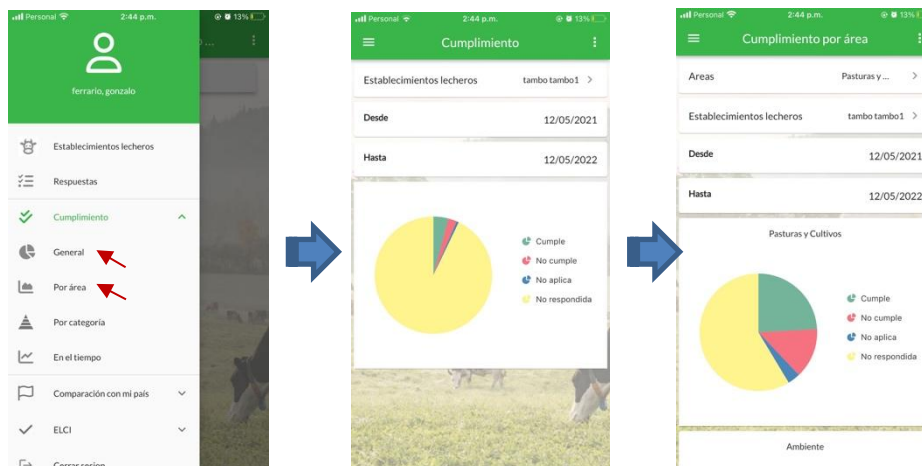 Personal 2:44 p.m. 13%
ferrario, gonzalo
Establecimientos lecheros
Respuestas
Cumplimiento
General
Por área
Por categoría
En el tiempo
Comparación con mi país
ELCI
Cerrar sesion
Personal 2:44 p.m. 13%
Cumplimiento
Establecimientos lecheros tambo tambo1 >
Desde 12/05/2021
Hasta 12/05/2022
Cumple
No cumple
No aplica
No respondida
Personal 2:44 p.m. 13%
Cumplimiento por área
Areas Pasturas y ... >
Establecimientos lecheros tambo tambo1 >
Desde 12/05/2021
Hasta 12/05/2022
Pasturas y Cultivos
Cumple
No cumple
No aplica
No respondida
Ambiente